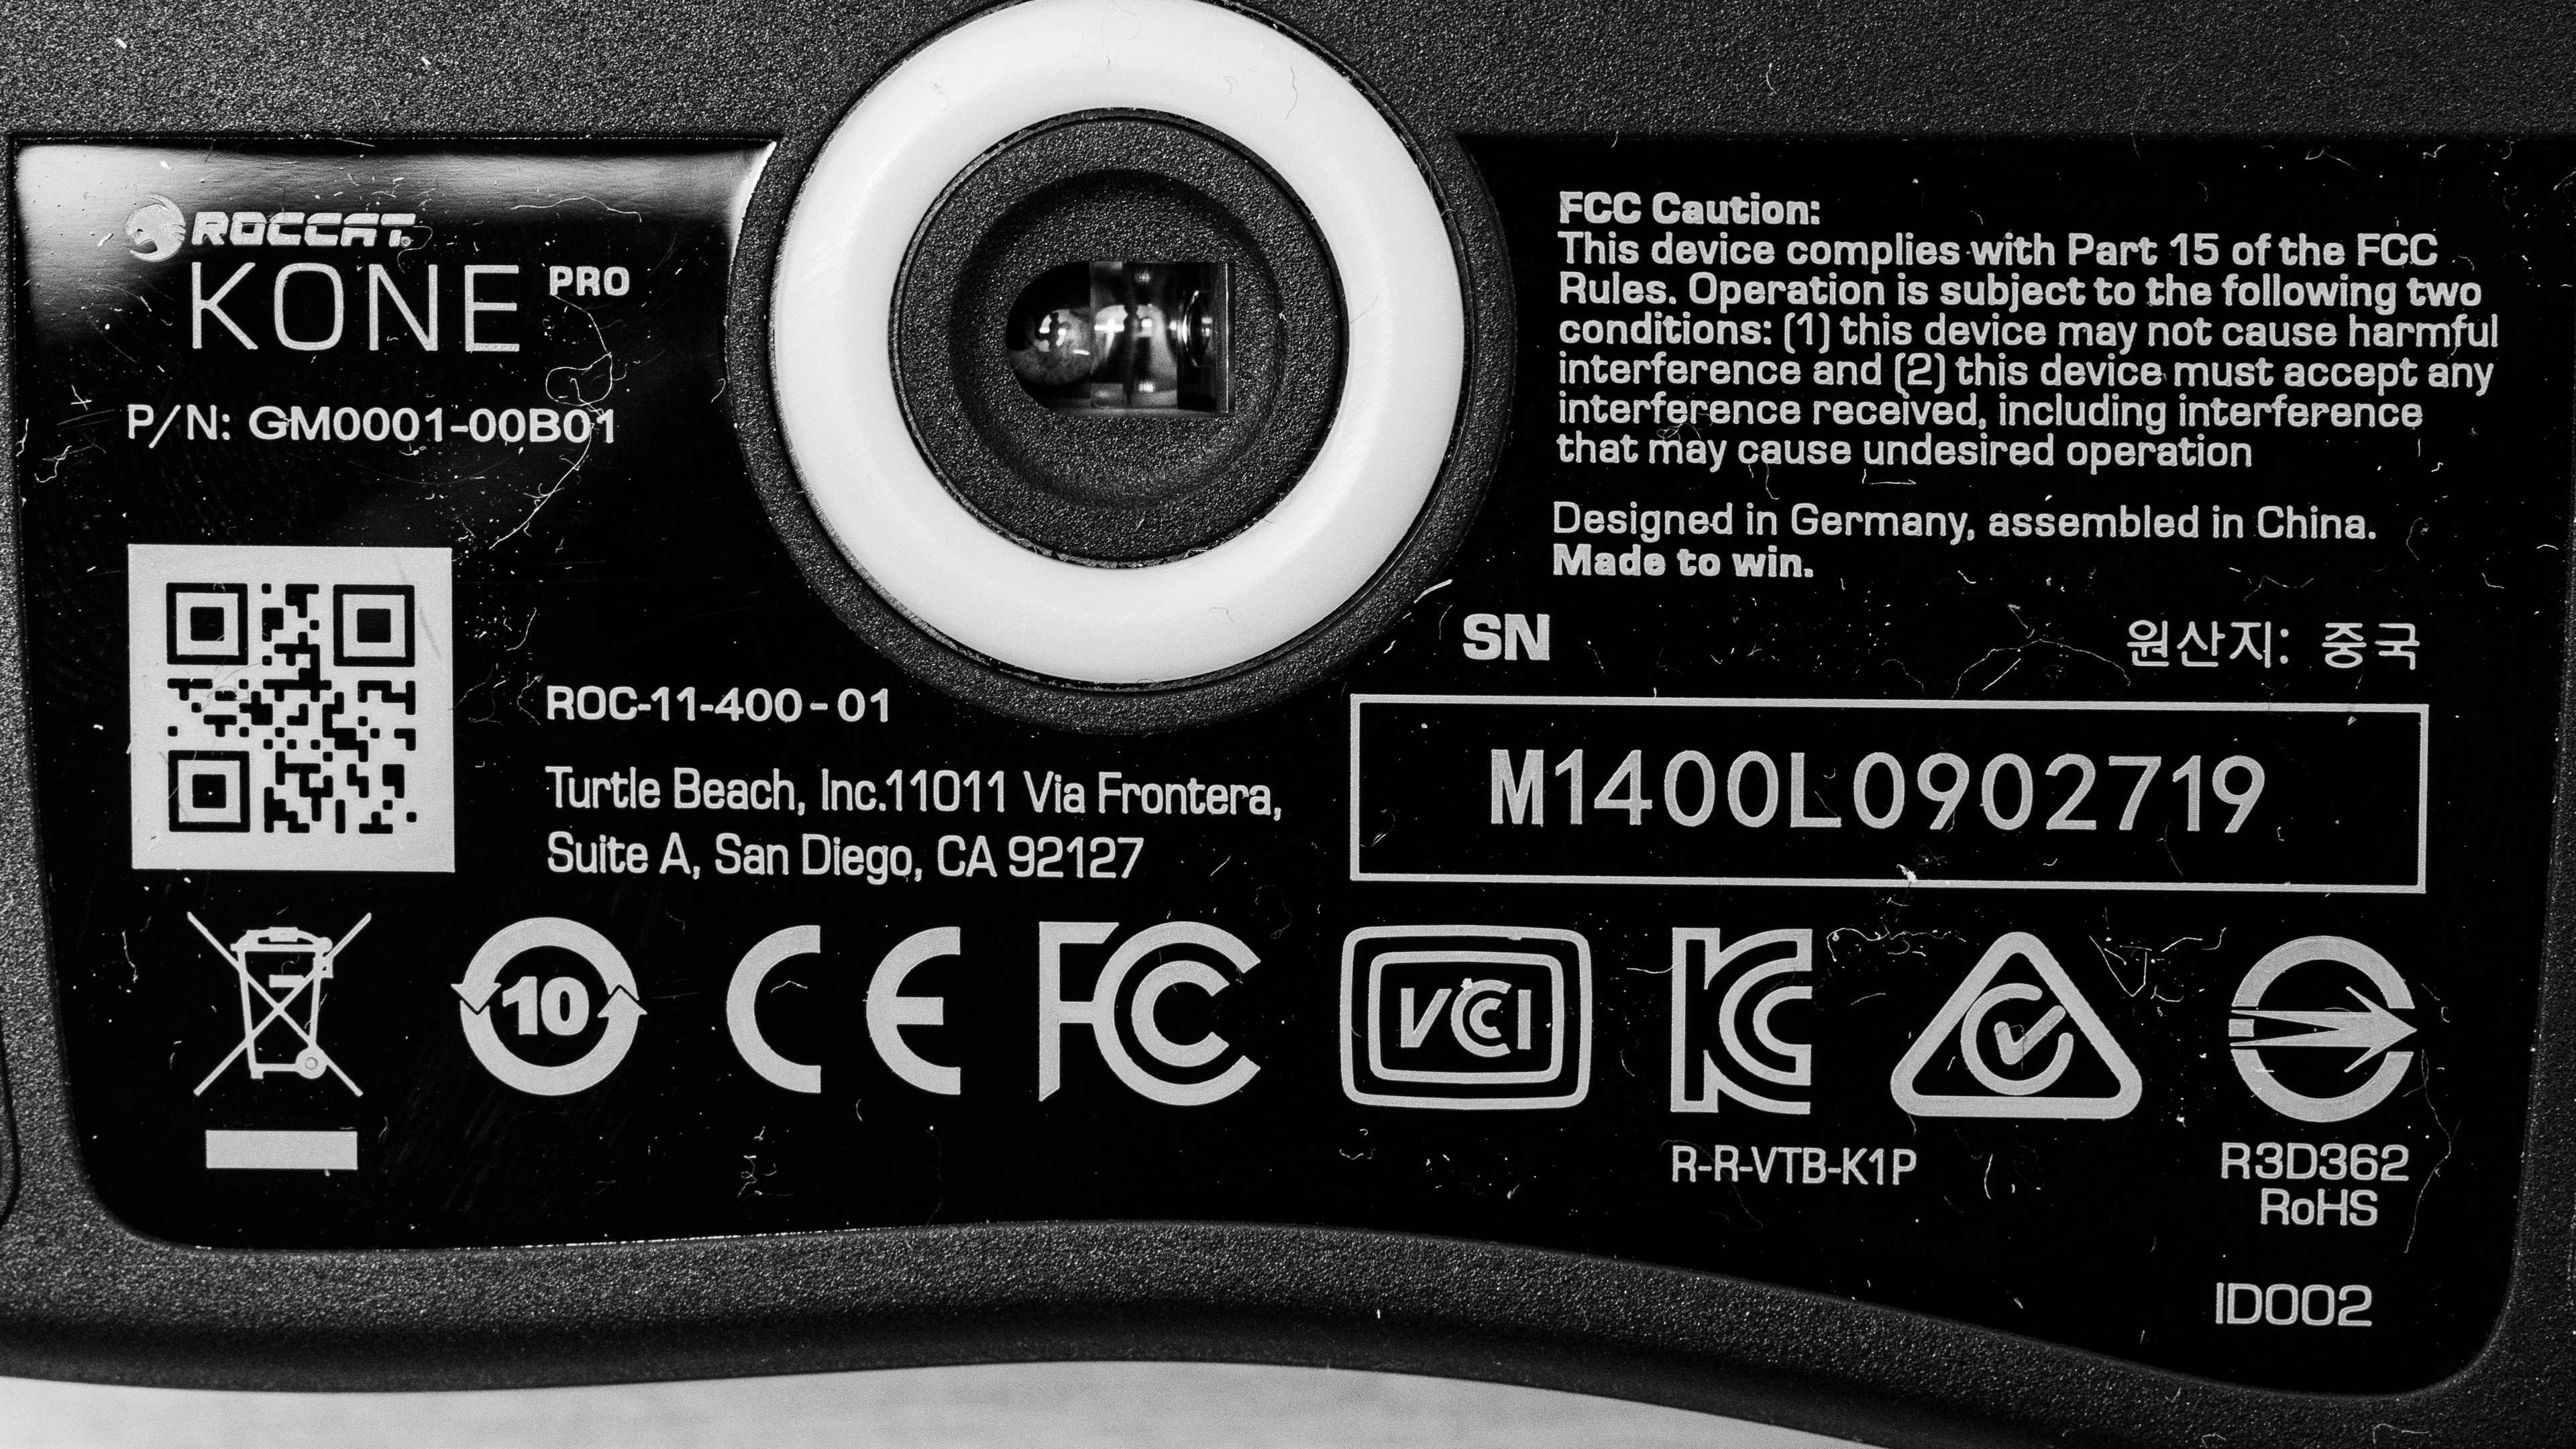 ROCCAT
KONE PRO
P/N: GM0001-00B01
FCC Caution:
This device complies with Part 15 of the FCC
Rules. Operation is subject to the following two
conditions: (1) this device may not cause harmful
interference and (2) this device must accept any
interference received, including interference
that may cause undesired operation
Designed in Germany, assembled in China.
Made to win.
SN
원산지: 중국
M1400L0902719
ROC-11-400-01
Turtle Beach, Inc.11011 Via Frontera,
Suite A, San Diego, CA 92127
10
CE
FC
VCCI
KC
R-R-VTB-K1P
R3D362
RoHS
ID002